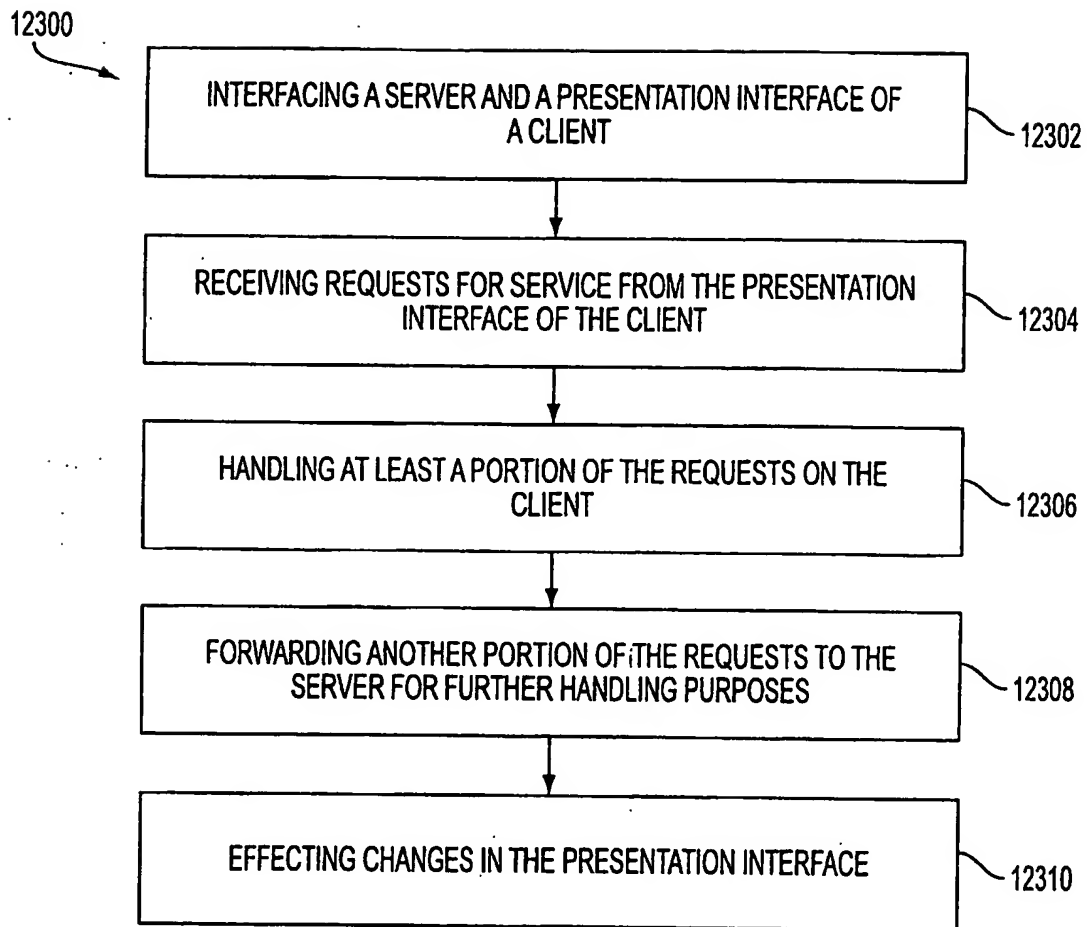 12300
INTERFACING A SERVER AND A PRESENTATION INTERFACE OF
A CLIENT
12302
RECEIVING REQUESTS FOR SERVICE FROM THE PRESENTATION
INTERFACE OF THE CLIENT
12304
HANDLING AT LEAST A PORTION OF THE REQUESTS ON THE
CLIENT
12306
FORWARDING ANOTHER PORTION OF THE REQUESTS TO THE
SERVER FOR FURTHER HANDLING PURPOSES
12308
EFFECTING CHANGES IN THE PRESENTATION INTERFACE
12310